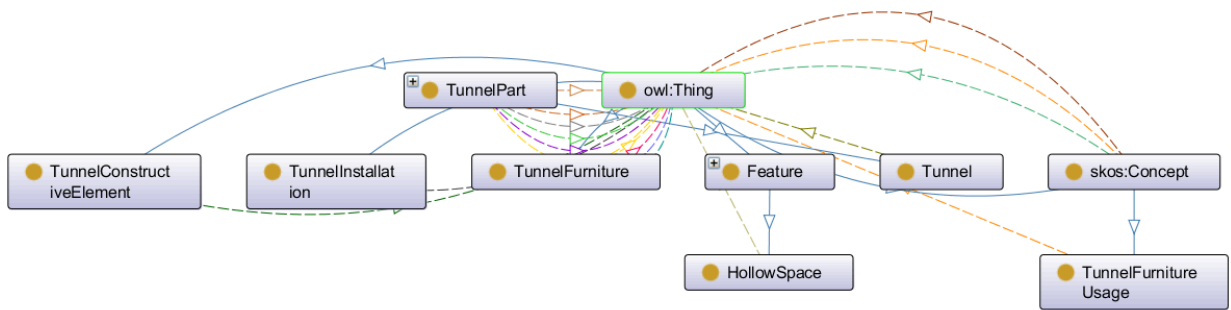 TunnelPart
owl:Thing
TunnelConstruct
iveElement
TunnelInstallat
ion
TunnelFurniture
Feature
Tunnel
skos:Concept
HollowSpace
TunnelFurniture
Usage